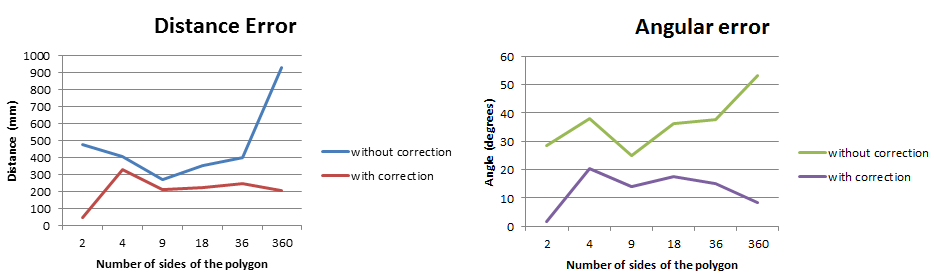 Distance Error
1000
900
800
700
600
500
400
300
200
100
0
Distance (mm)
2 4 9 18 36 360
Number of sides of the polygon
without correction
with correction
Angular error
60
50
40
30
20
10
0
Angle (degrees)
2 4 9 18 36 360
Number of sides of the polygon
without correction
with correction